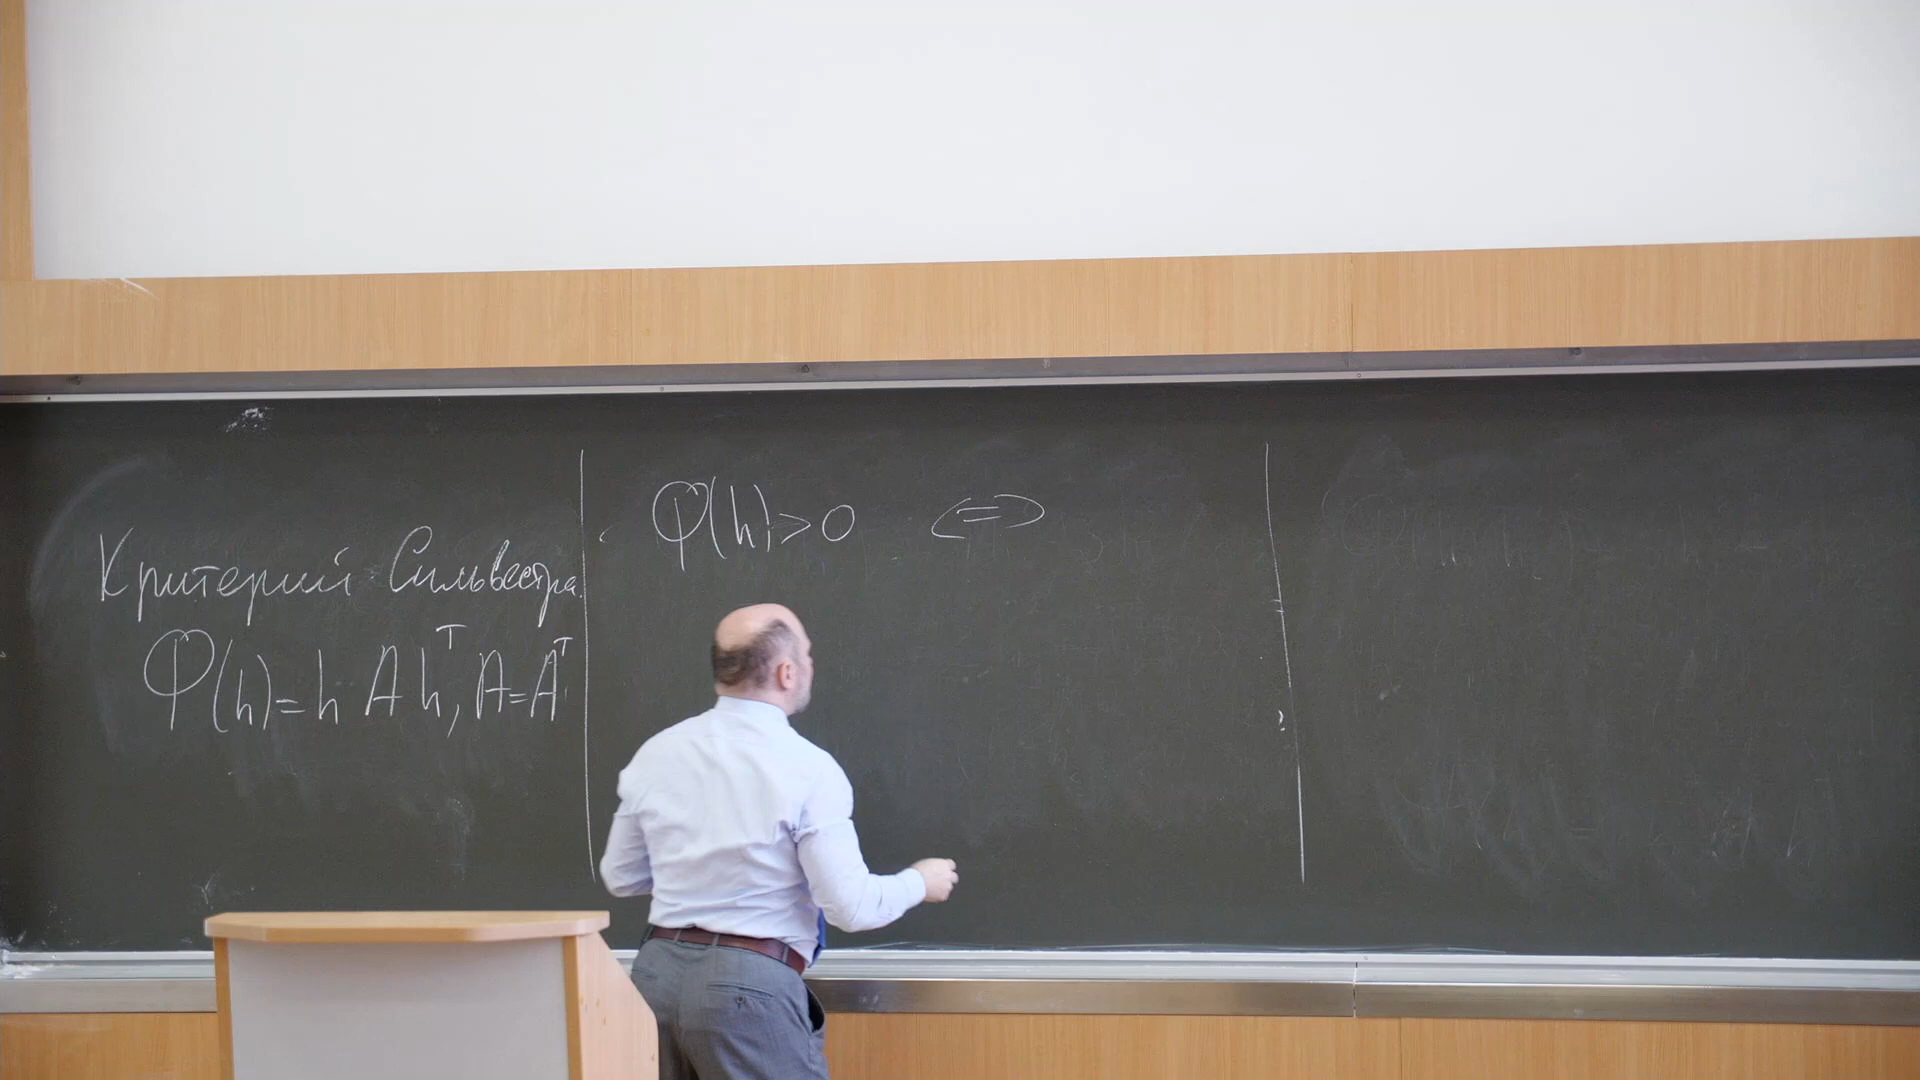 Критерий Сильвестра.
Φ(h)=h A hᵀ, A=Aᵀ.
Φ(h)>0 ⇔